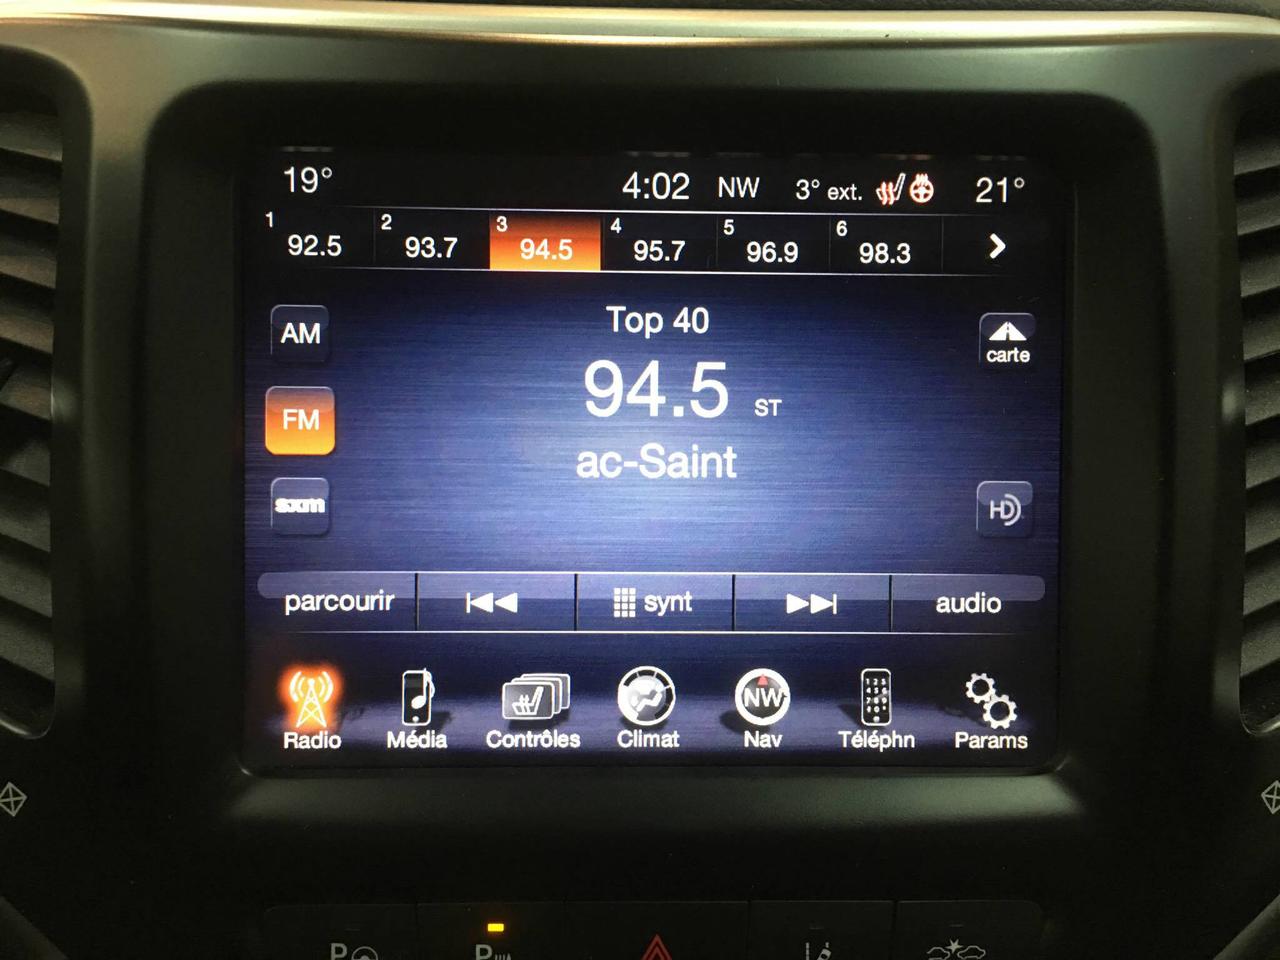 19° 4:02 NW 3° ext. 21°
1 92.5 2 93.7 3 94.5 4 95.7 5 96.9 6 98.3
AM
FM
sxm
Top 40
94.5 ST
ac-Saint
carte
HD
parcourir synt audio
NW
Radio Média Contrôles Climat Nav Téléphn Params
P P